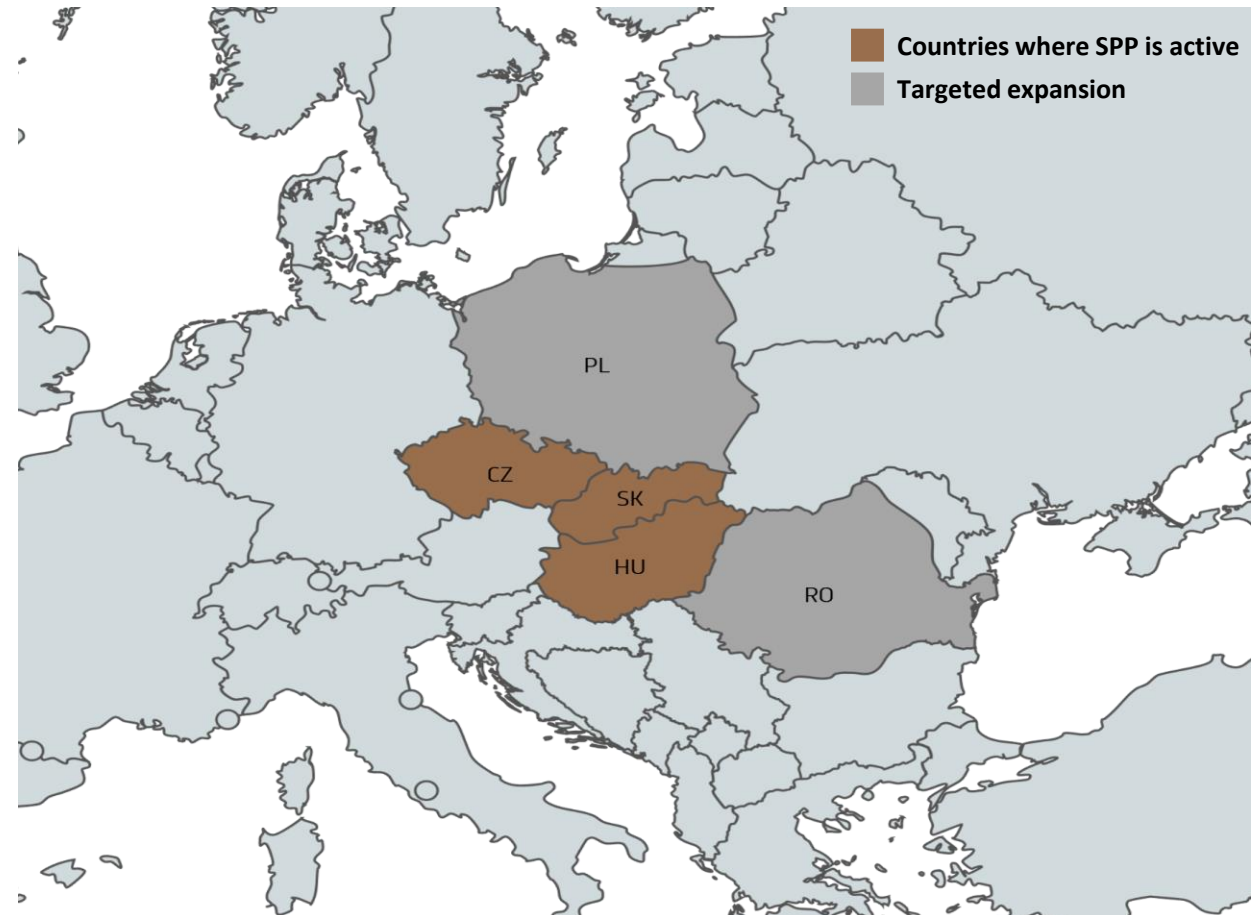 Countries where SPP is active
Targeted expansion
PL
CZ
SK
HU
RO